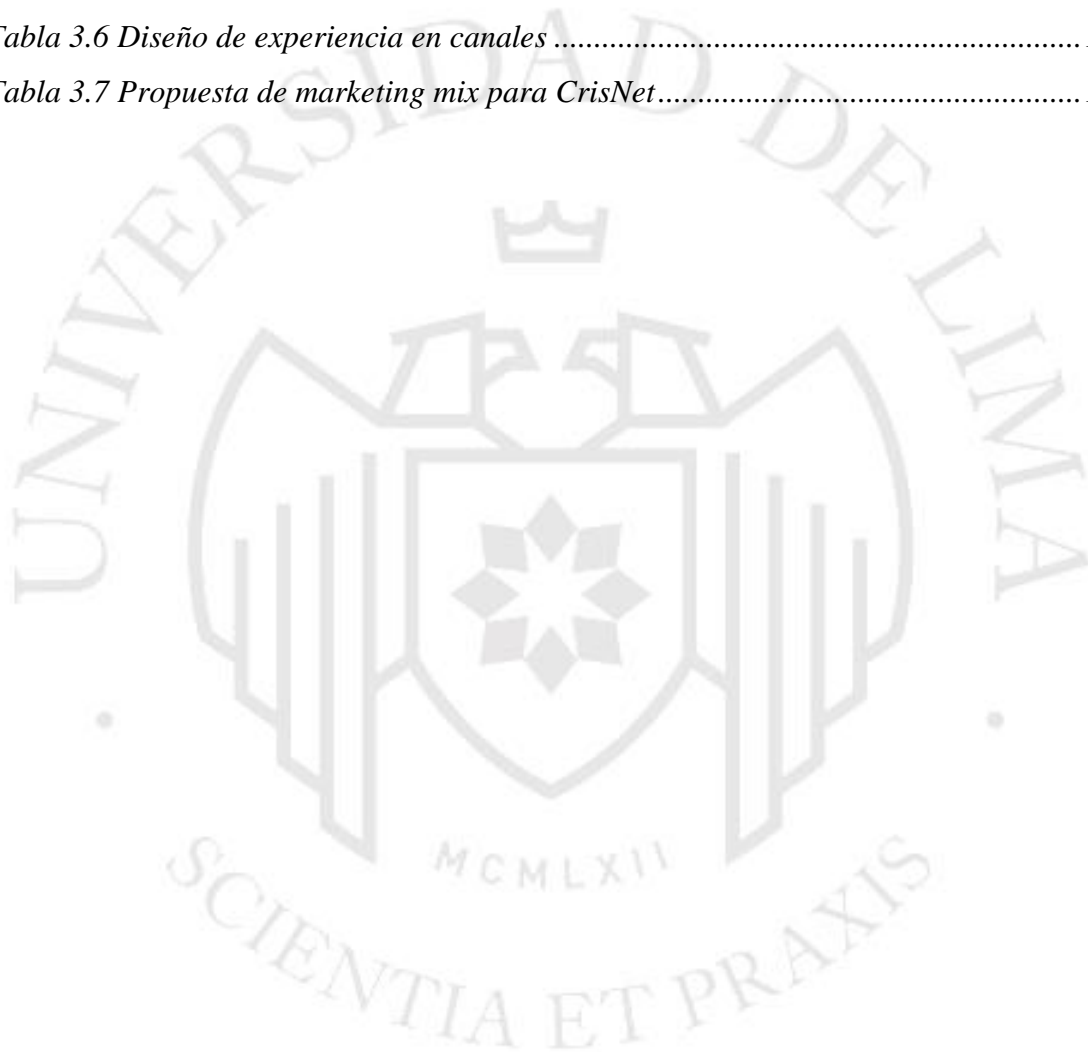 Tabla 3.6 Diseño de experiencia en canales ....................................................................
Tabla 3.7 Propuesta de marketing mix para CrisNet......................................................
UNIVERSIDAD DE LIMA
MCMLXII
SCIENTIA ET PRAXIS